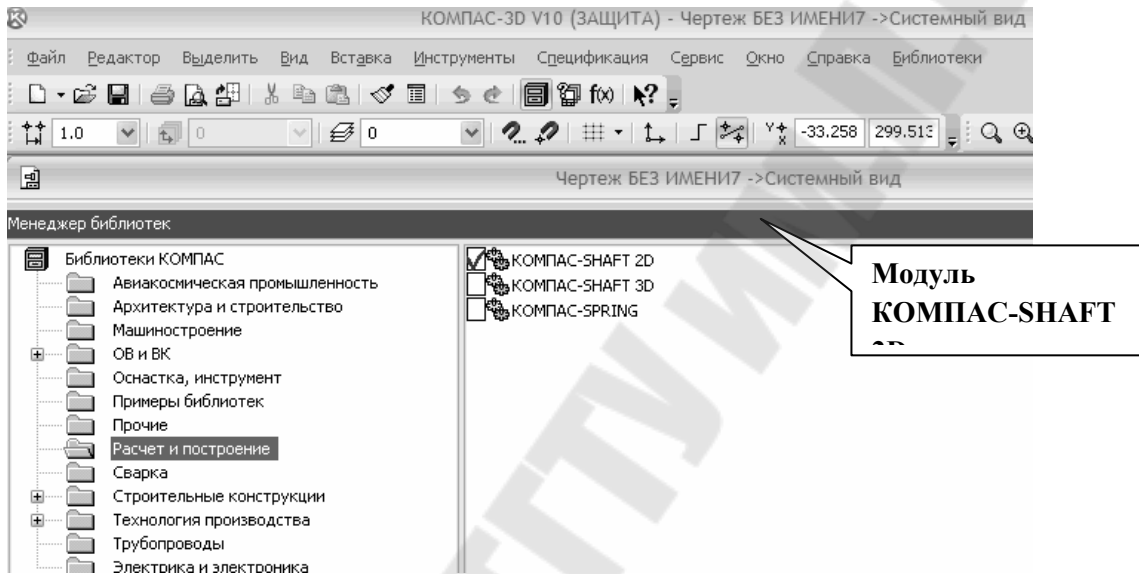 КОМПАС-3D V10 (ЗАЩИТА) - Чертеж БЕЗ ИМЕНИ7 ->Системный вид
Файл Редактор Выделить Вид Вставка Инструменты Спецификация Сервис Окно Справка Библиотеки
f(x)
1.0 0 0 Y X -33.258 299.513
Чертеж БЕЗ ИМЕНИ7 ->Системный вид
Менеджер библиотек
Библиотеки КОМПАС
Авиакосмическая промышленность
Архитектура и строительство
Машиностроение
ОВ и ВК
Оснастка, инструмент
Примеры библиотек
Прочие
Расчет и построение
Сварка
Строительные конструкции
Технология производства
Трубопроводы
Электрика и электроника
КОМПАС-SHAFT 2D
КОМПАС-SHAFT 3D
КОМПАС-SPRING
Модуль
КОМПАС-SHAFT
2D